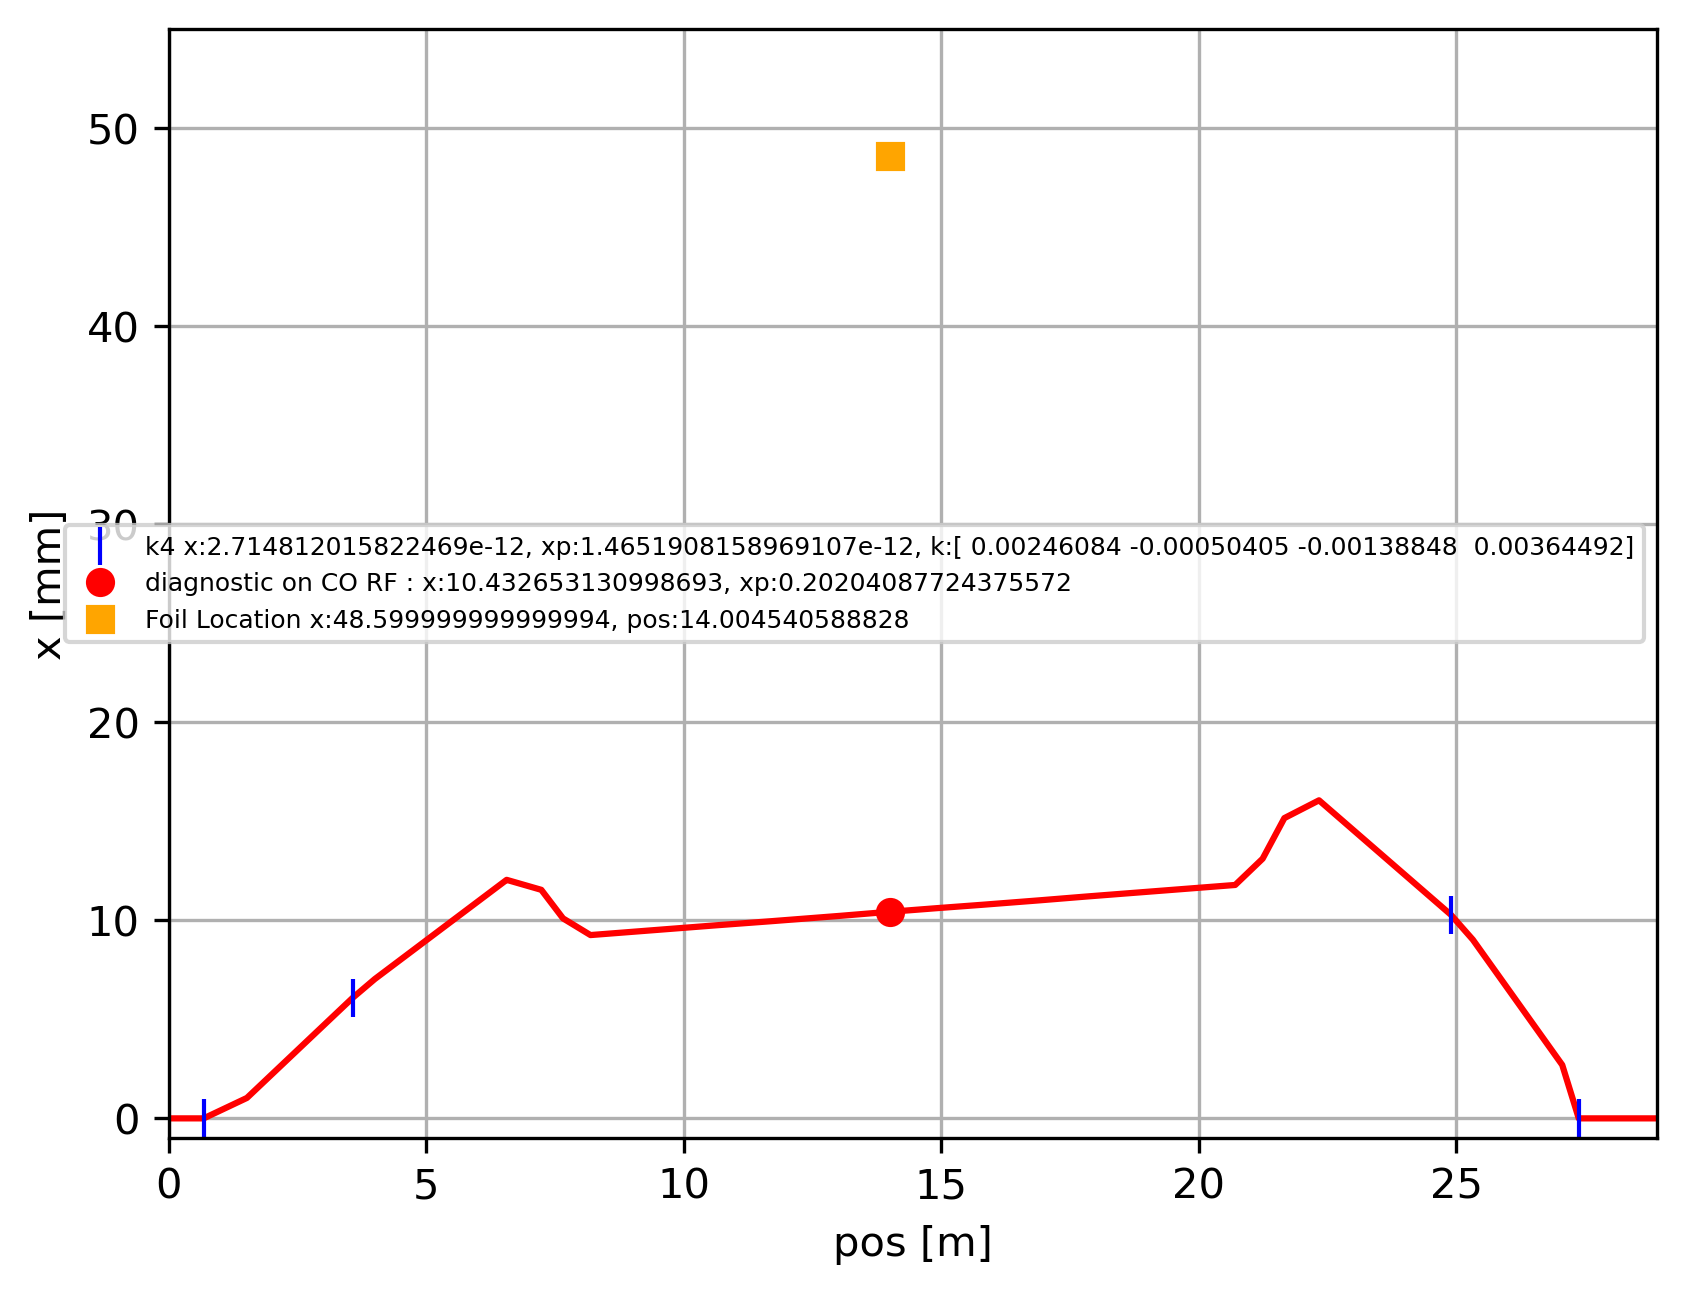 50
40
30
k4 x:2.714812015822469e-12, xp:1.4651908158969107e-12, k:[ 0.00246084 -0.00050405 -0.00138848  0.00364492]
diagnostic on CO RF : x:10.432653130998693, xp:0.20204087724375572
Foil Location x:48.599999999999994, pos:14.004540588828
x [mm]
20
10
0
0 5 10 15 20 25
pos [m]